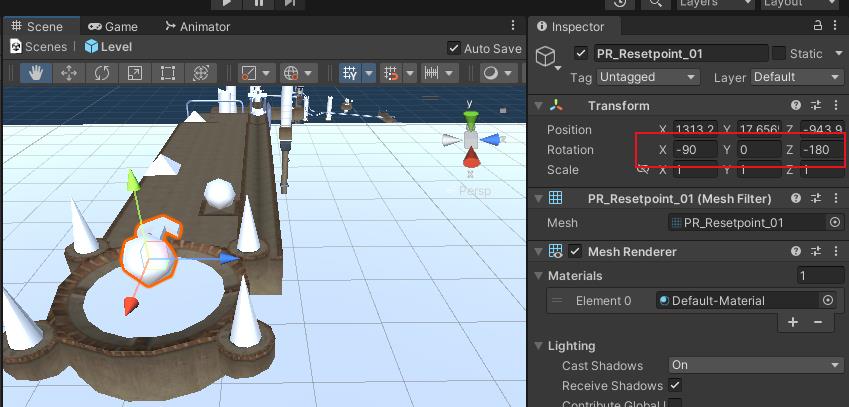 Layers
Layout
Scene
Game
Animator
Scenes
Level
Auto Save
y
x
Persp
Inspector
PR_Resetpoint_01
Static
Tag Untagged
Layer Default
Transform
Position X 1313.2 Y 17.656 Z -943.9
Rotation X -90 Y 0 Z -180
Scale X 1 Y 1 Z 1
PR_Resetpoint_01 (Mesh Filter)
Mesh PR_Resetpoint_01
Mesh Renderer
Materials 1
Element 0 Default-Material
Lighting
Cast Shadows On
Receive Shadows
Contribute Global